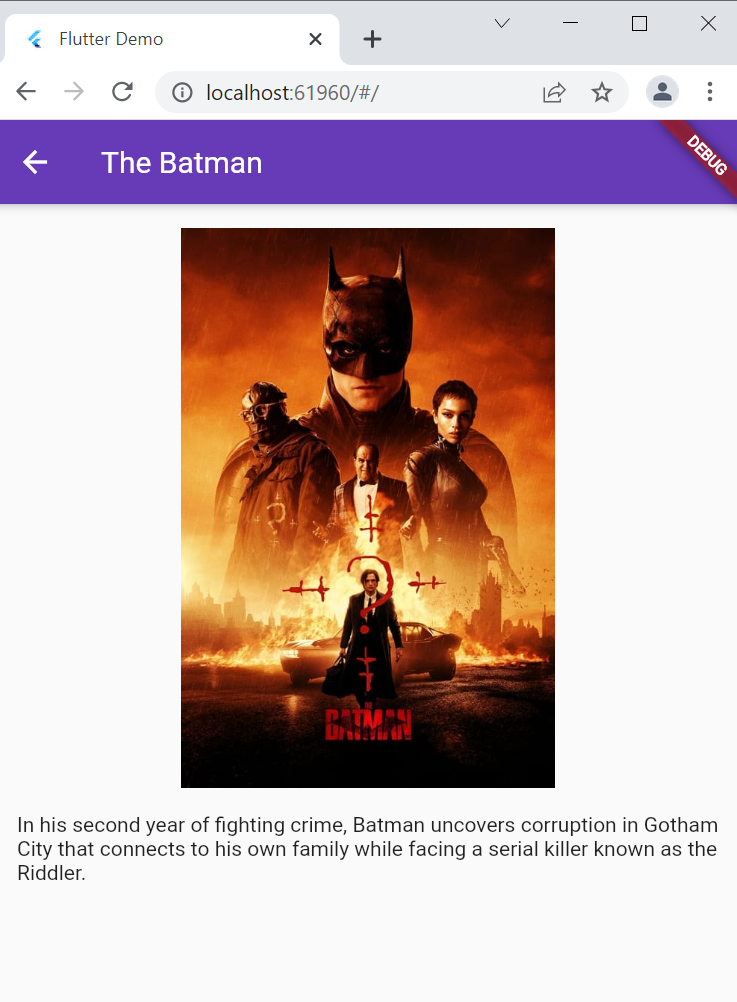 Flutter Demo
localhost:61960/#/
The Batman
DEBUG
?
?
BATMAN
In his second year of fighting crime, Batman uncovers corruption in Gotham
City that connects to his own family while facing a serial killer known as the
Riddler.